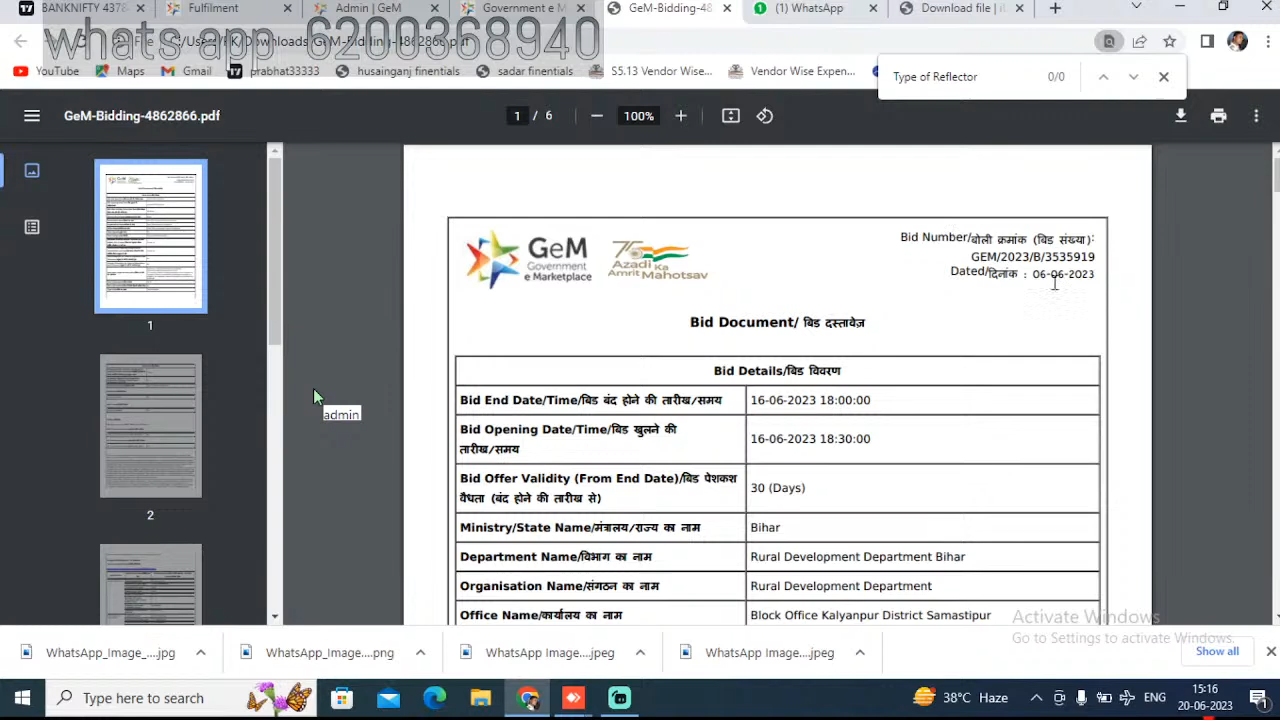 BANKNIFTY 4378
Fulfilment
Admin | GeM
Government e M
GeM-Bidding-48
(1) WhatsApp
Download file | iL
whats app 6200368940
YouTube
Maps
Gmail
prabhat33333
husainganj finentials
sadar finentials
S5.13 Vendor Wise...
Vendor Wise Expen...
Type of Reflector
0/0
GeM-Bidding-4862866.pdf
1 / 6
100%
1
2
admin
GeM
Government
e Marketplace
Azadi Ka
Amrit Mahotsav
Bid Number/बोली क्रमांक (बिड संख्या):
GEM/2023/B/3535919
Dated/दिनांक : 06-06-2023
Bid Document/ बिड दस्तावेज़
Bid Details/बिड विवरण
Bid End Date/Time/बिड बंद होने की तारीख/समय
16-06-2023 18:00:00
Bid Opening Date/Time/बिड खुलने की
तारीख/समय
16-06-2023 18:30:00
Bid Offer Validity (From End Date)/बिड पेशकश
वैधता (बंद होने की तारीख से)
30 (Days)
Ministry/State Name/मंत्रालय/राज्य का नाम
Bihar
Department Name/विभाग का नाम
Rural Development Department Bihar
Organisation Name/संगठन का नाम
Rural Development Department
Office Name/कार्यालय का नाम
Block Office Kalyanpur District Samastipur
Activate Windows
Go to Settings to activate Windows.
WhatsApp_Image_....jpg
WhatsApp_Image....png
WhatsApp Image....jpeg
WhatsApp Image....jpeg
Show all
Type here to search
38°C Haze
ENG
15:16
20-06-2023